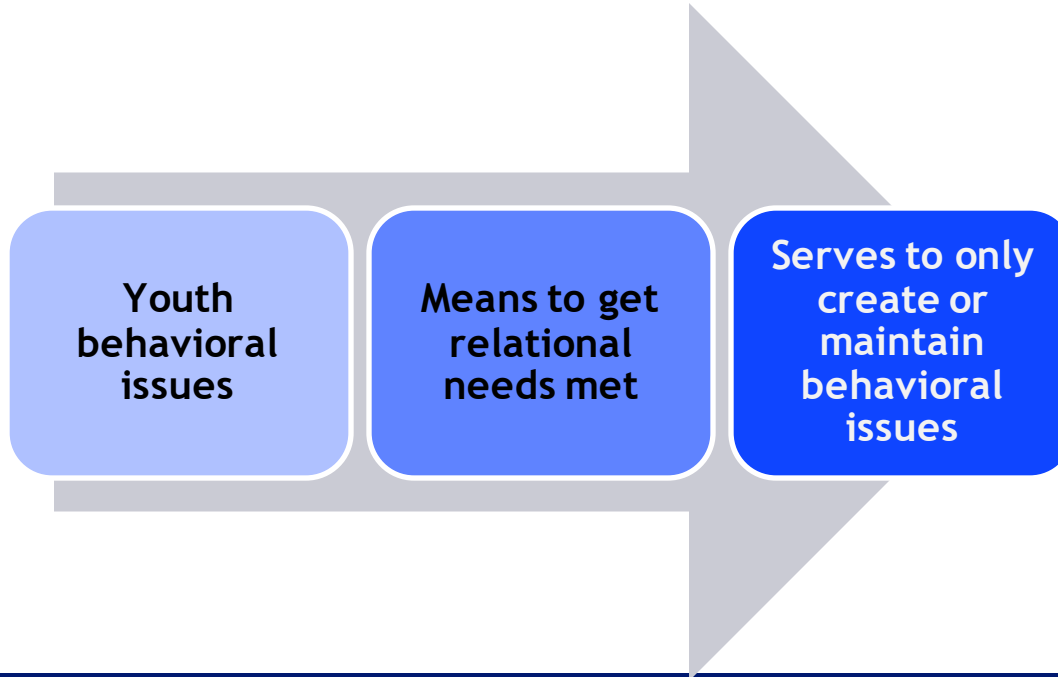 Youth
behavioral
issues
Means to get
relational
needs met
Serves to only
create or
maintain
behavioral
issues